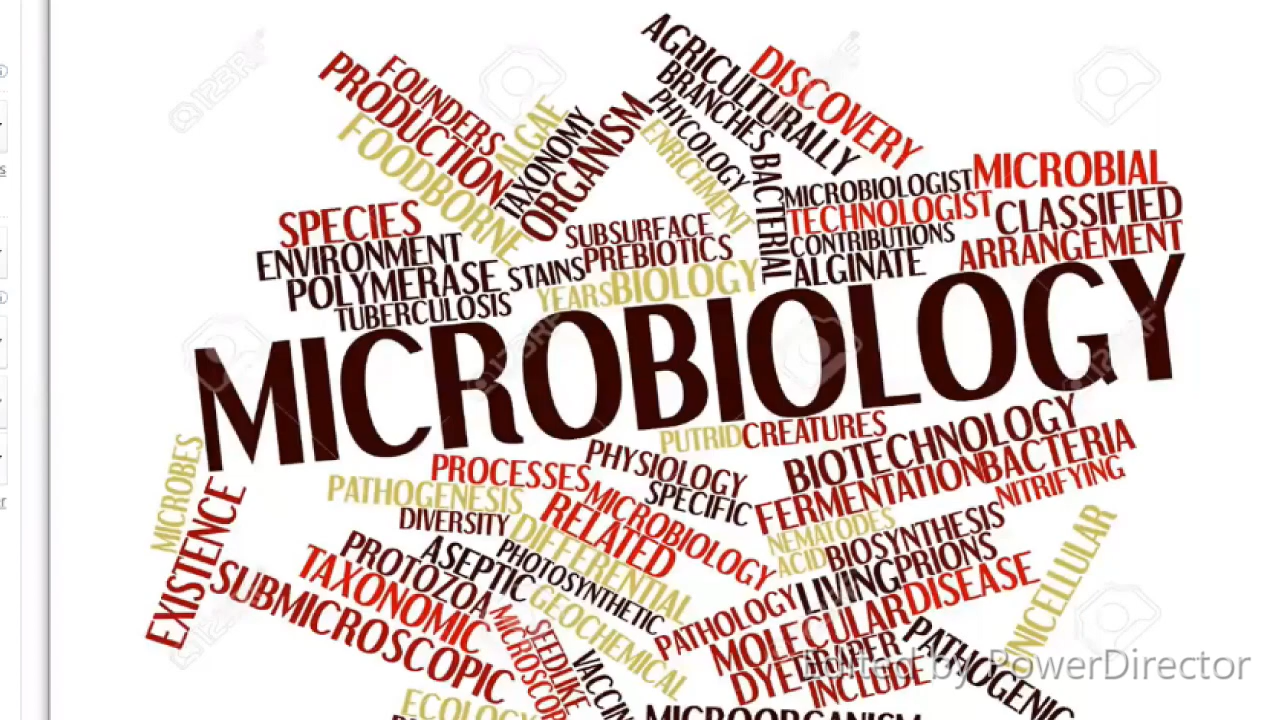 AGRICULTURALLY
DISCOVERY
BRANCHES
FOUNDERS
PRODUCTION
FOODBORNE
ALGAE
TAXONOMY
ORGANISM
PHYCOLOGY
ENRICHMENT
BACTERIAL
MICROBIOLOGIST
MICROBIAL
TECHNOLOGIST
CLASSIFIED
CONTRIBUTIONS
ARRANGEMENT
ALGINATE
SPECIES
SUBSURFACE
ENVIRONMENT
PREBIOTICS
POLYMERASE
STAINS
TUBERCULOSIS
YEARS
BIOLOGY
MICROBIOLOGY
PUTRID
CREATURES
MICROBES
EXISTENCE
PROCESSES
PHYSIOLOGY
BIOTECHNOLOGY
PATHOGENESIS
SPECIFIC
FERMENTATION
BACTERIA
NITRIFYING
DIVERSITY
RELATED
MICROBIOLOGY
NEMATODES
BIOSYNTHESIS
ACID
PRIONS
LIVING
UNICELLULAR
PROTOZOA
ASEPTIC
PHOTOSYNTHETIC
DIFFERENTIAL
TAXONOMIC
SUBMICROSCOPIC
GEOCHEMICAL
PATHOLOGY
MOLECULAR
DISEASE
SEEDLIKE
DYE
DRAPER
INCLUDE
PATHOGENIC
ECOLOGY
MICROORGANISM
123RF
Edited by PowerDirector